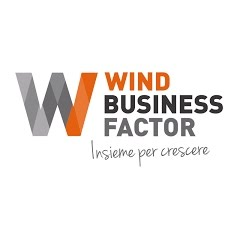 W WIND
BUSINESS
FACTOR
Insieme per crescere